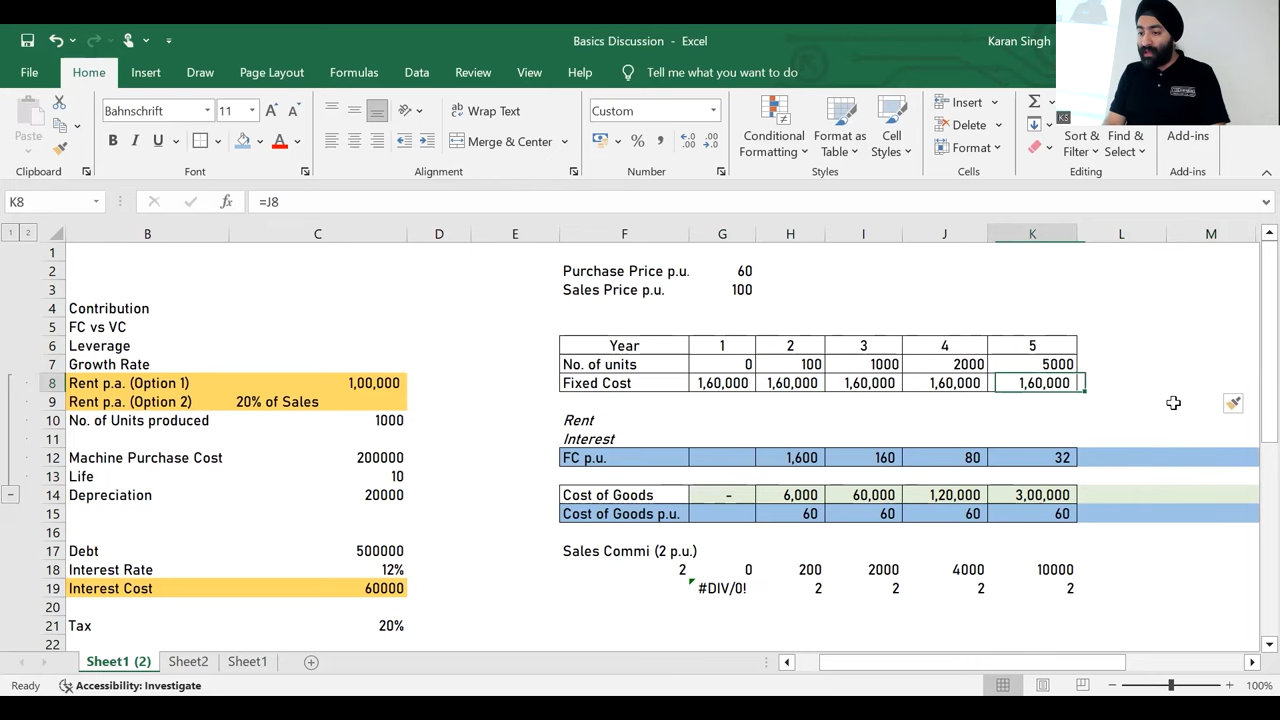 Basics Discussion - Excel
Karan Singh
File Home Insert Draw Page Layout Formulas Data Review View Help Tell me what you want to do
Paste
Clipboard
Bahnschrift 11
B I U A
Font
Wrap Text
Merge & Center
Alignment
Custom
%
Number
Conditional Formatting
Format as Table
Cell Styles
Styles
Insert
Delete
Format
Cells
Sort & Filter
Find & Select
Editing
Add-ins
Add-ins
KS
K8 fx =J8
1 2 B C D E F G H I J K L M
1
2 Purchase Price p.u. 60
3 Sales Price p.u. 100
4 Contribution
5 FC vs VC
6 Leverage Year 1 2 3 4 5
7 Growth Rate No. of units 0 100 1000 2000 5000
8 Rent p.a. (Option 1) 1,00,000 Fixed Cost 1,60,000 1,60,000 1,60,000 1,60,000 1,60,000
9 Rent p.a. (Option 2) 20% of Sales
10 No. of Units produced 1000 Rent
11 Interest
12 Machine Purchase Cost 200000 FC p.u. 1,600 160 80 32
13 Life 10
14 Depreciation 20000 Cost of Goods - 6,000 60,000 1,20,000 3,00,000
15 Cost of Goods p.u. 60 60 60 60
16
17 Debt 500000 Sales Commi (2 p.u.)
18 Interest Rate 12% 2 0 200 2000 4000 10000
19 Interest Cost 60000 #DIV/0! 2 2 2 2
20
21 Tax 20%
22
Sheet1 (2) Sheet2 Sheet1
Ready Accessibility: Investigate 100%